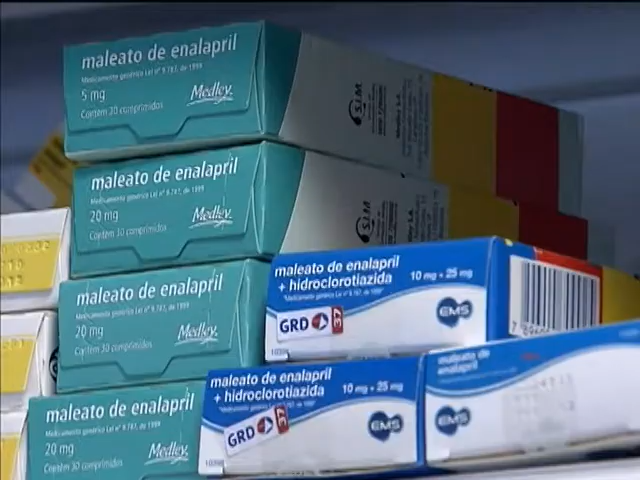 maleato de enalapril
Medicamento genérico Lei nº 9.787, de 1999
5 mg
Medley
Contém 30 comprimidos
S.I.M
Medley S.A.
maleato de enalapril
Medicamento genérico Lei nº 9.787, de 1999
20 mg
Medley
Contém 30 comprimidos
S.I.M
maleato de enalapril
20 mg
Medley
Contém 30 comprimidos
maleato de enalapril
Medicamento genérico Lei nº 9.787, de 1999
20 mg
Medley
Contém 30 comprimidos
maleato de enalapril
+ hidroclorotiazida
10 mg + 25 mg
GRD
EMS
maleato de enalapril
+ hidroclorotiazida
10 mg + 25 mg
GRD
EMS
maleato de
enalapril
EMS